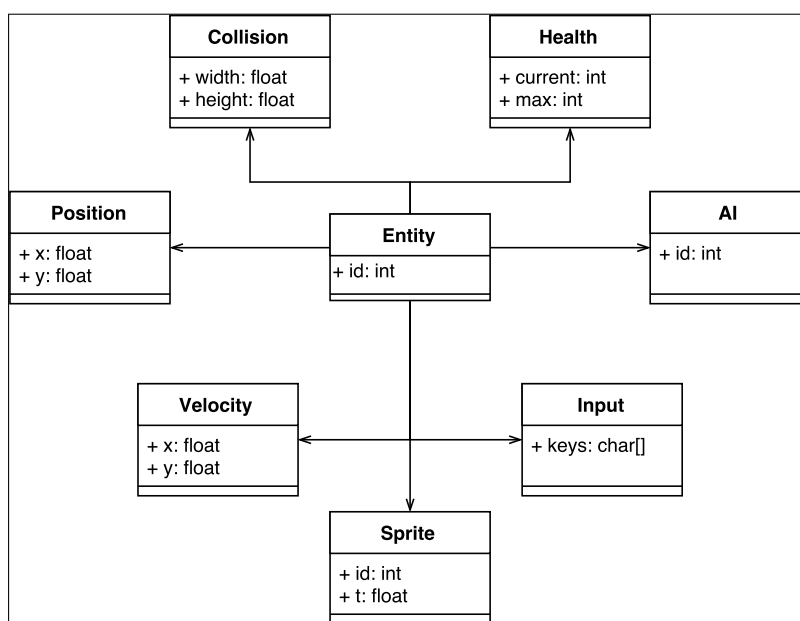 Collision
+ width: float
+ height: float
Health
+ current: int
+ max: int
Position
+ x: float
+ y: float
Entity
+ id: int
AI
+ id: int
Velocity
+ x: float
+ y: float
Input
+ keys: char[]
Sprite
+ id: int
+ t: float